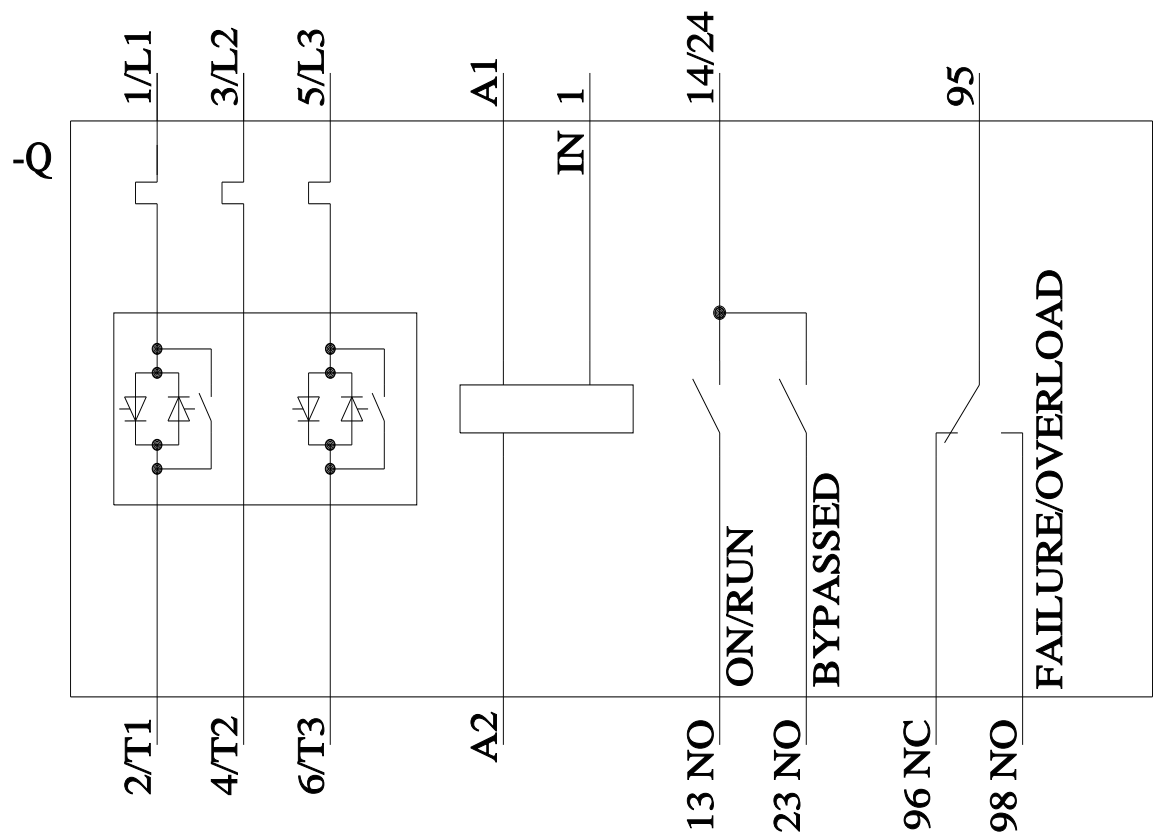 1/L1
3/L2
5/L3
A1
1
14/24
95
-Q
IN
ON/RUN
BYPASSED
FAILURE/OVERLOAD
2/T1
4/T2
6/T3
A2
13 NO
23 NO
96 NC
98 NO